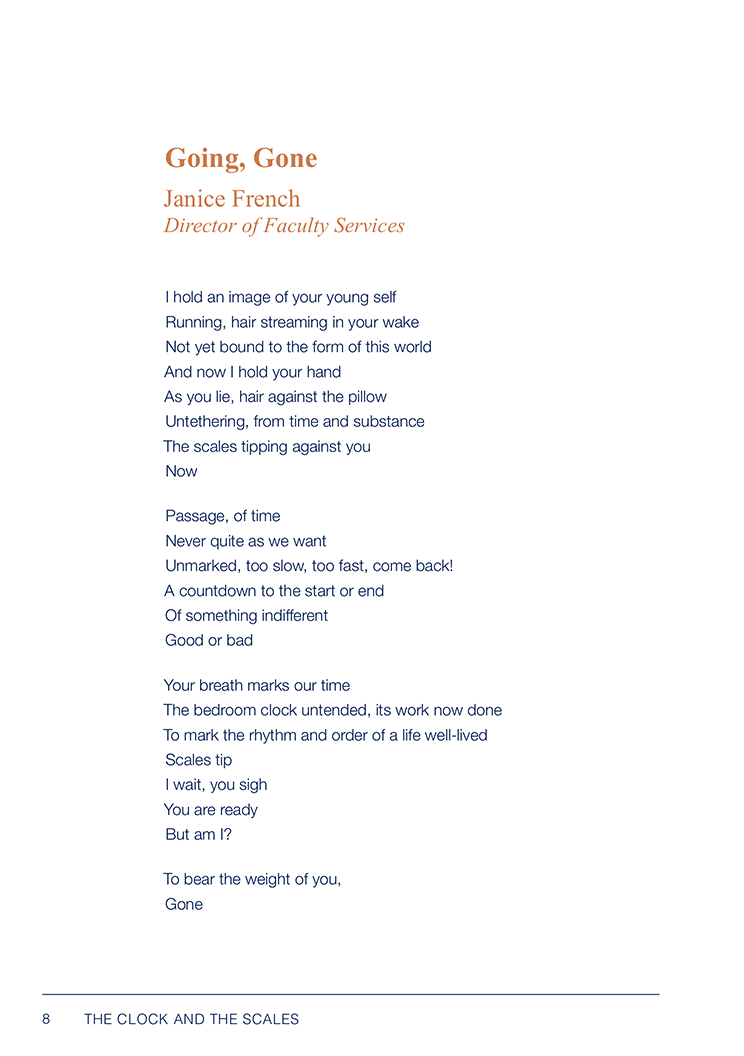 Going, Gone
Janice French
Director of Faculty Services
I hold an image of your young self
Running, hair streaming in your wake
Not yet bound to the form of this world
And now I hold your hand
As you lie, hair against the pillow
Untethering, from time and substance
The scales tipping against you
Now
Passage, of time
Never quite as we want
Unmarked, too slow, too fast, come back!
A countdown to the start or end
Of something indifferent
Good or bad
Your breath marks our time
The bedroom clock untended, its work now done
To mark the rhythm and order of a life well-lived
Scales tip
I wait, you sigh
You are ready
But am I?
To bear the weight of you,
Gone
8 THE CLOCK AND THE SCALES